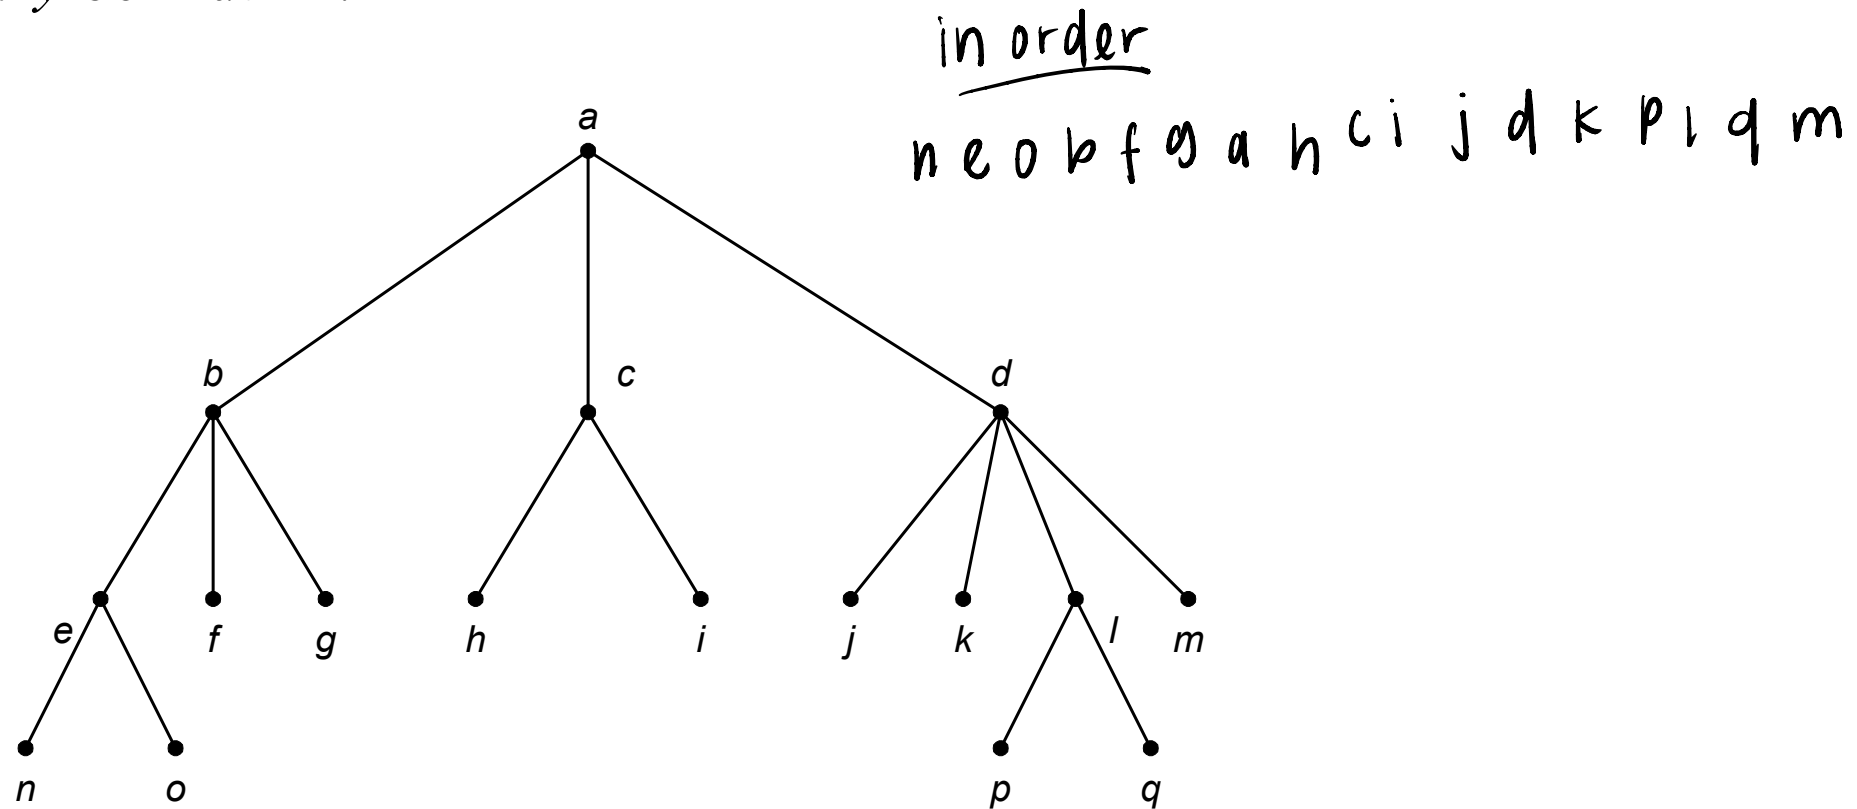 in order
n e o b f g a h c i j d k p l q m
a
b c d
e f g h i j k l m
n o p q